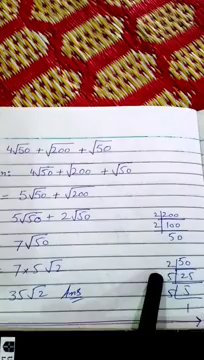 4√50 + √200 + √50
n: 4√50 + √200 + √50
= 5√50 + √200
5√50 + 2√50
7√50
= 7 × 5√2
35√2 Ans
2 | 200
2 | 100
50
2 | 50
5 | 25
5 | 5
1